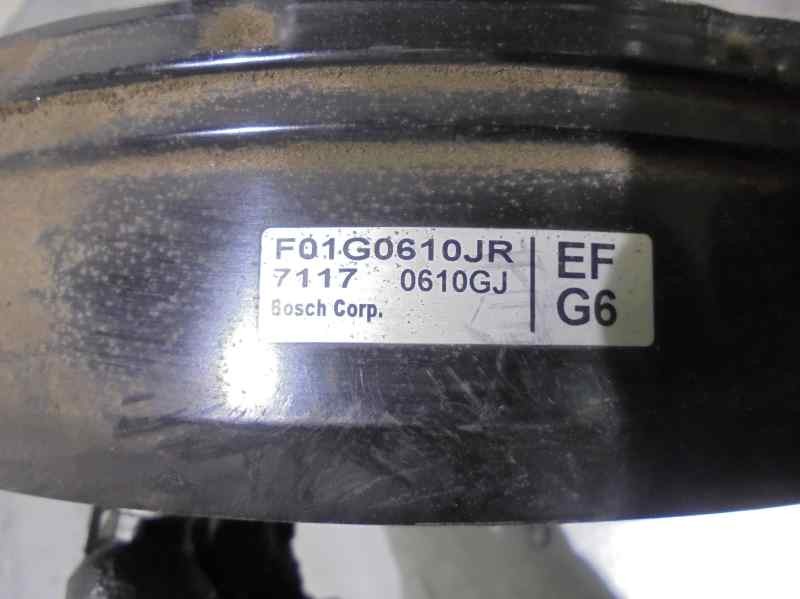 F01G0610JR
7117 0610GJ
Bosch Corp.
EF
G6